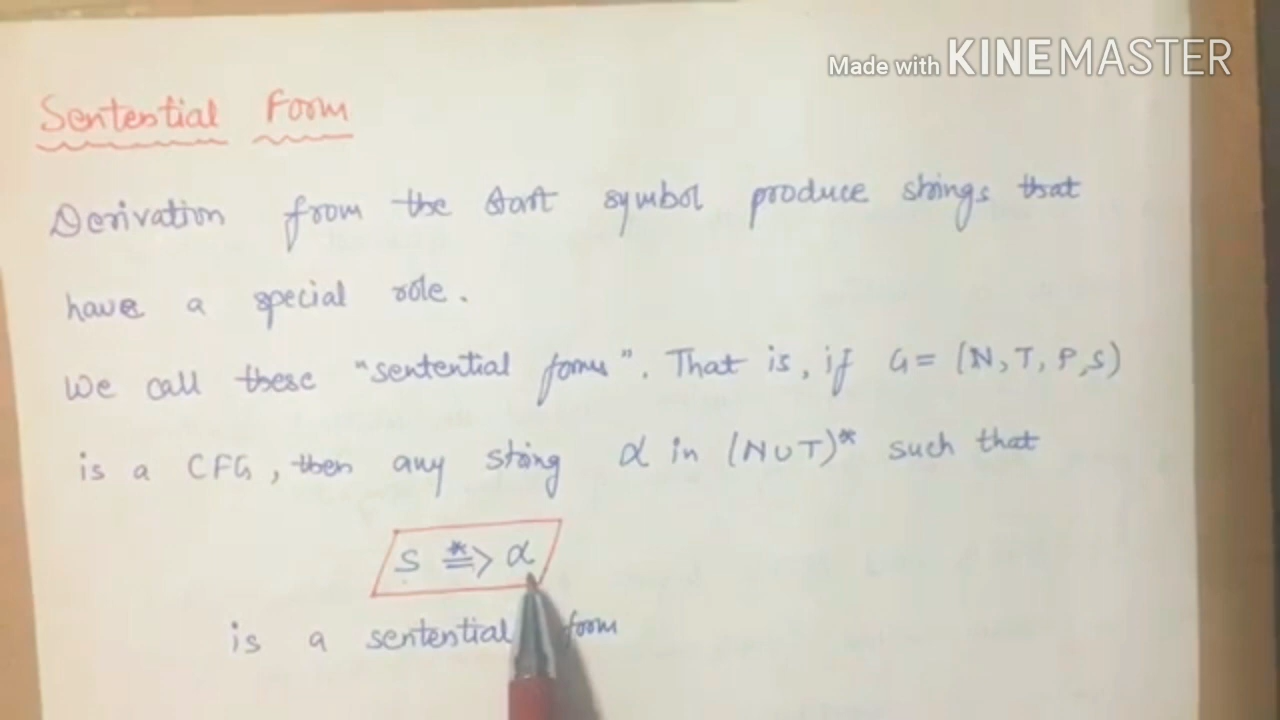 Made with KINEMASTER
Sentential Form
Derivation from the start symbol produce strings that
have a special role.
We call these "sentential forms". That is, if G = (N, T, P, S)
is a CFG, then any string α in (N∪T)* such that
S *=> α
is a sentential form